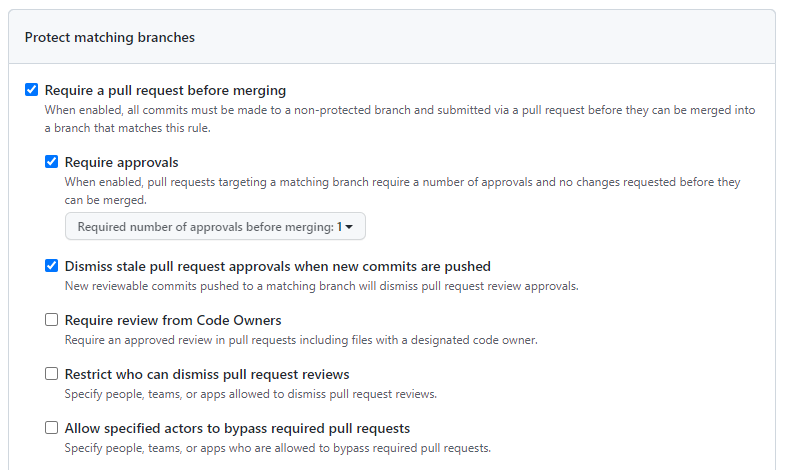 Protect matching branches
Require a pull request before merging
When enabled, all commits must be made to a non-protected branch and submitted via a pull request before they can be merged into
a branch that matches this rule.
Require approvals
When enabled, pull requests targeting a matching branch require a number of approvals and no changes requested before they
can be merged.
Required number of approvals before merging: 1
Dismiss stale pull request approvals when new commits are pushed
New reviewable commits pushed to a matching branch will dismiss pull request review approvals.
Require review from Code Owners
Require an approved review in pull requests including files with a designated code owner.
Restrict who can dismiss pull request reviews
Specify people, teams, or apps allowed to dismiss pull request reviews.
Allow specified actors to bypass required pull requests
Specify people, teams, or apps who are allowed to bypass required pull requests.